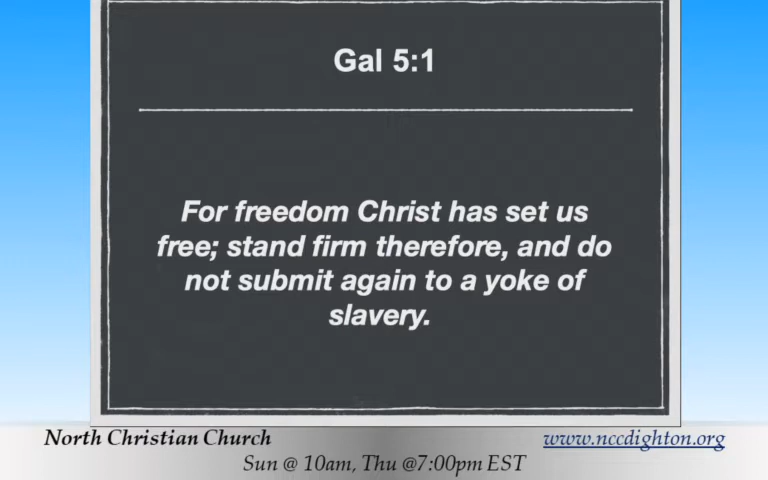 Gal 5:1
For freedom Christ has set us
free; stand firm therefore, and do
not submit again to a yoke of
slavery.
North Christian Church
www.nccdighton.org
Sun @ 10am, Thu @7:00pm EST